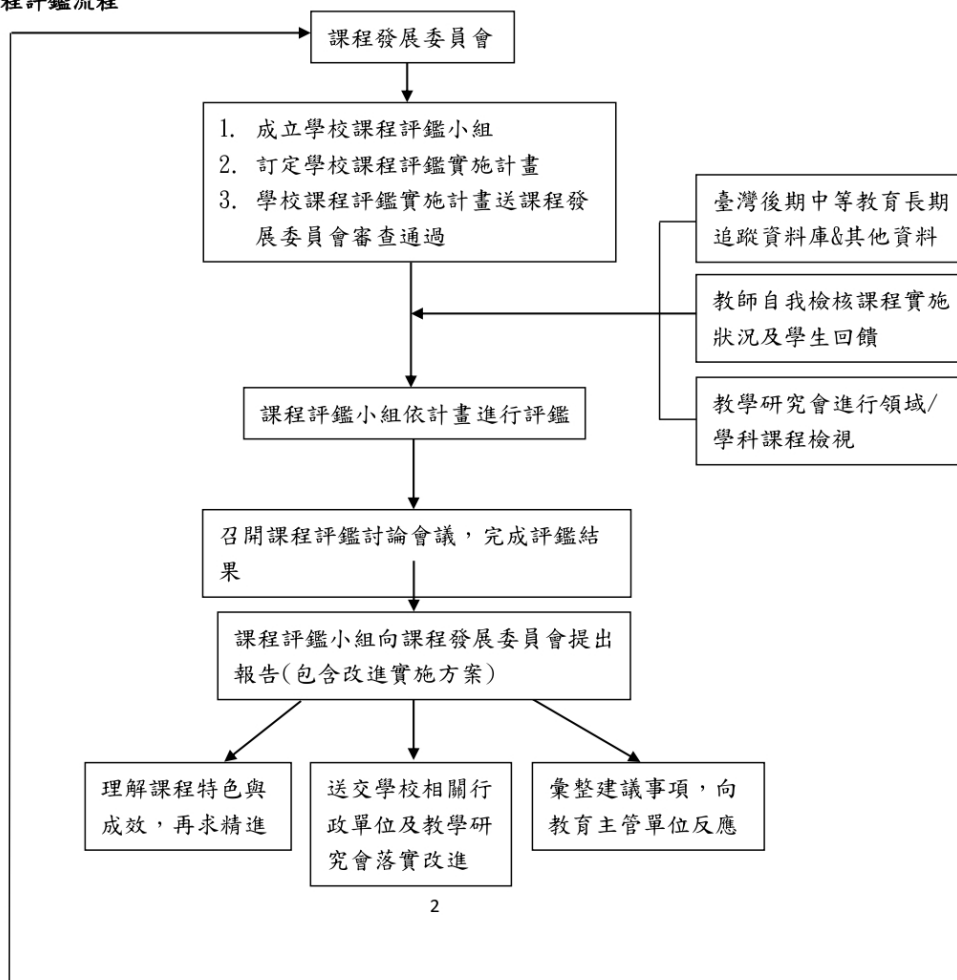 程評鑑流程
課程發展委員會
1. 成立學校課程評鑑小組
2. 訂定學校課程評鑑實施計畫
3. 學校課程評鑑實施計畫送課程發
展委員會審查通過
臺灣後期中等教育長期
追蹤資料庫&其他資料
教師自我檢核課程實施
狀況及學生回饋
教學研究會進行領域/
學科課程檢視
課程評鑑小組依計畫進行評鑑
召開課程評鑑討論會議，完成評鑑結
果
課程評鑑小組向課程發展委員會提出
報告(包含改進實施方案)
理解課程特色與
成效，再求精進
送交學校相關行
政單位及教學研
究會落實改進
彙整建議事項，向
教育主管單位反應
2